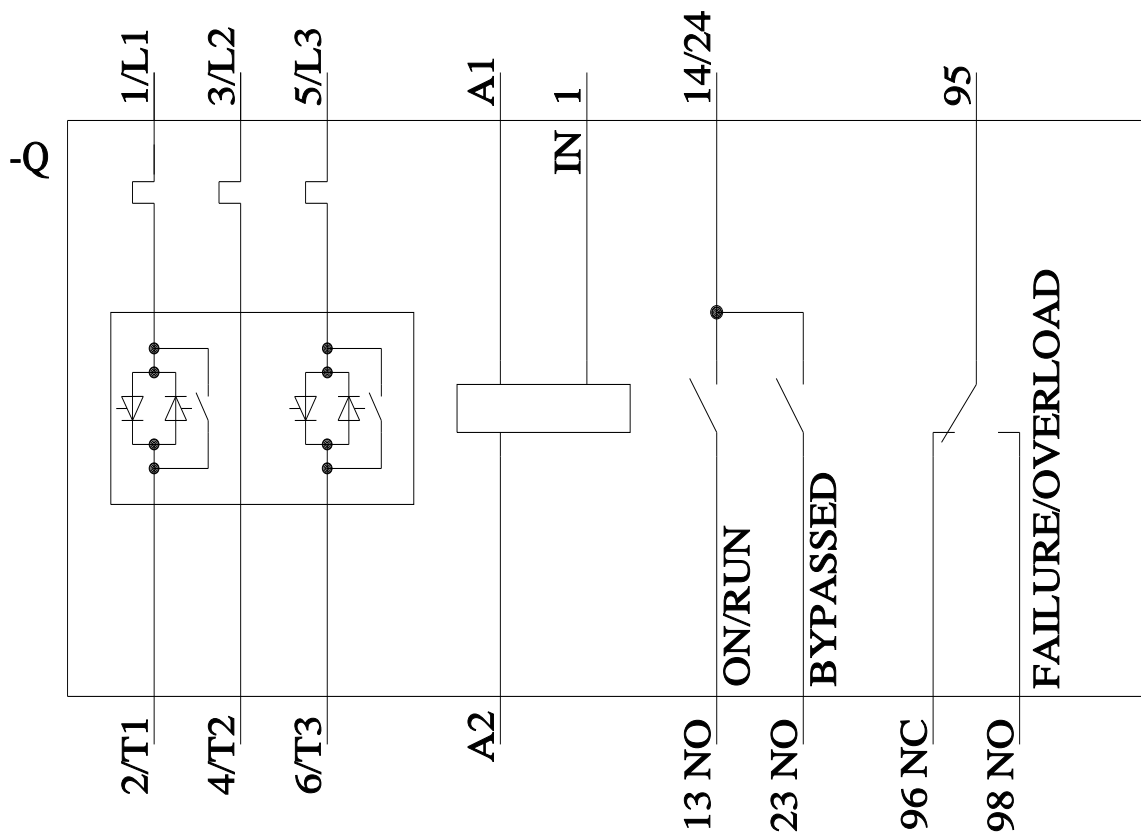 -Q
1/L1
3/L2
5/L3
A1
IN 1
14/24
95
ON/RUN
BYPASSED
FAILURE/OVERLOAD
2/T1
4/T2
6/T3
A2
13 NO
23 NO
96 NC
98 NO